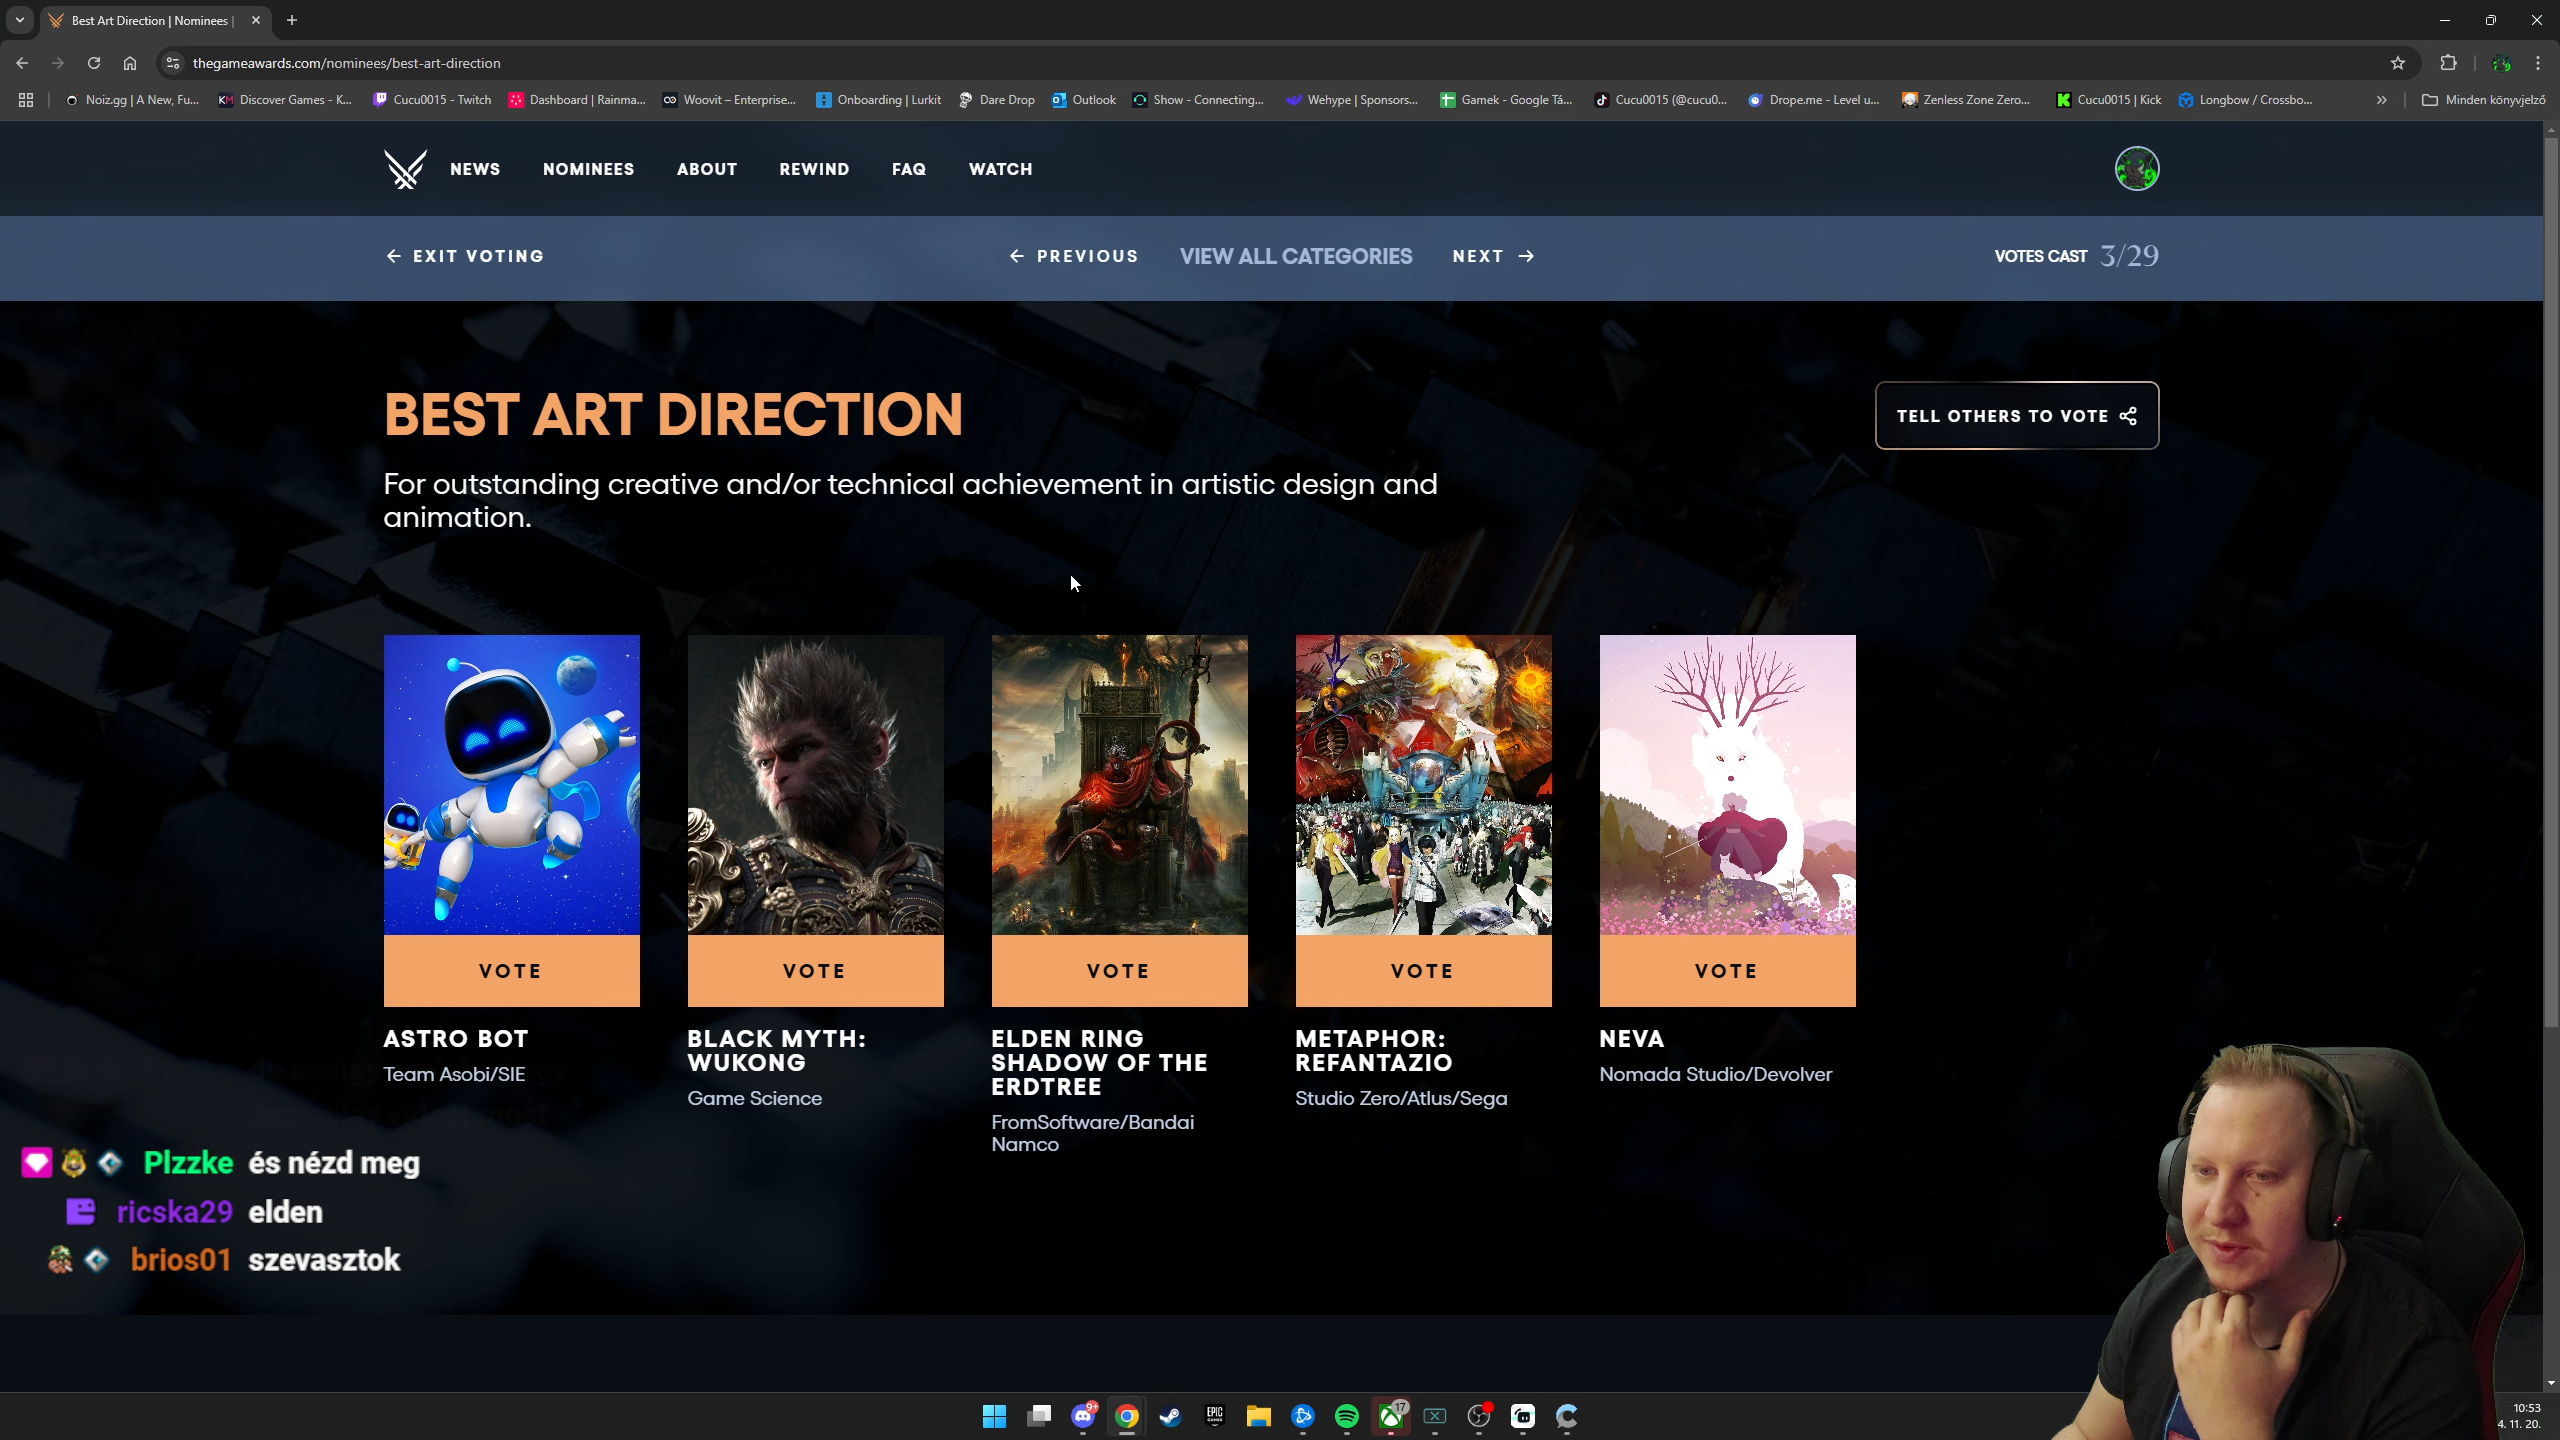 Best Art Direction | Nominees |
thegameawards.com/nominees/best-art-direction
Noiz.gg | A New, Fu...
Discover Games - K...
Cucu0015 - Twitch
Dashboard | Rainma...
Woovit – Enterprise...
Onboarding | Lurkit
Dare Drop
Outlook
Show - Connecting...
Wehype | Sponsors...
Gamek - Google Tá...
Cucu0015 (@cucu0...
Drope.me - Level u...
Zenless Zone Zero...
Cucu0015 | Kick
Longbow / Crossbo...
Minden könyvjelző
NEWS
NOMINEES
ABOUT
REWIND
FAQ
WATCH
EXIT VOTING
PREVIOUS
VIEW ALL CATEGORIES
NEXT
VOTES CAST 3/29
BEST ART DIRECTION
TELL OTHERS TO VOTE
For outstanding creative and/or technical achievement in artistic design and
animation.
VOTE
VOTE
VOTE
VOTE
VOTE
ASTRO BOT
Team Asobi/SIE
BLACK MYTH:
WUKONG
Game Science
ELDEN RING
SHADOW OF THE
ERDTREE
FromSoftware/Bandai
Namco
METAPHOR:
REFANTAZIO
Studio Zero/Atlus/Sega
NEVA
Nomada Studio/Devolver
Plzzke és nézd meg
ricska29 elden
brios01 szevasztok
9+
EPIC
GAMES
17
10:53
4. 11. 20.